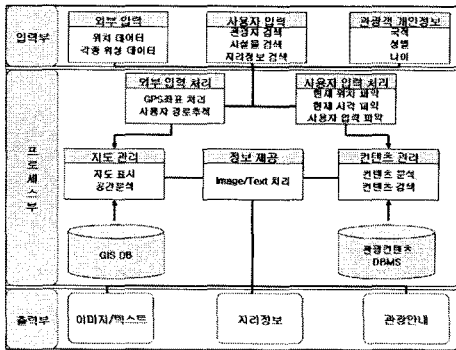 입력부
외부 입력
위치 데이터
각종 위성 데이터
사용자 입력
관광지 검색
시설물 검색
지리정보 검색
관광객 개인정보
국적
성별
나이
프로세스부
외부 입력 처리
GPS좌표 처리
사용자 경로추적
사용자 입력 처리
현재 위치 파악
현재 시각 파악
사용자 입력 파악
지도 관리
지도 표시
공간분석
정보 제공
Image/Text 처리
컨텐츠 관리
컨텐츠 분석
컨텐츠 검색
GIS DB
관광컨텐츠
DBMS
출력부
이미지/텍스트
지리정보
관광안내